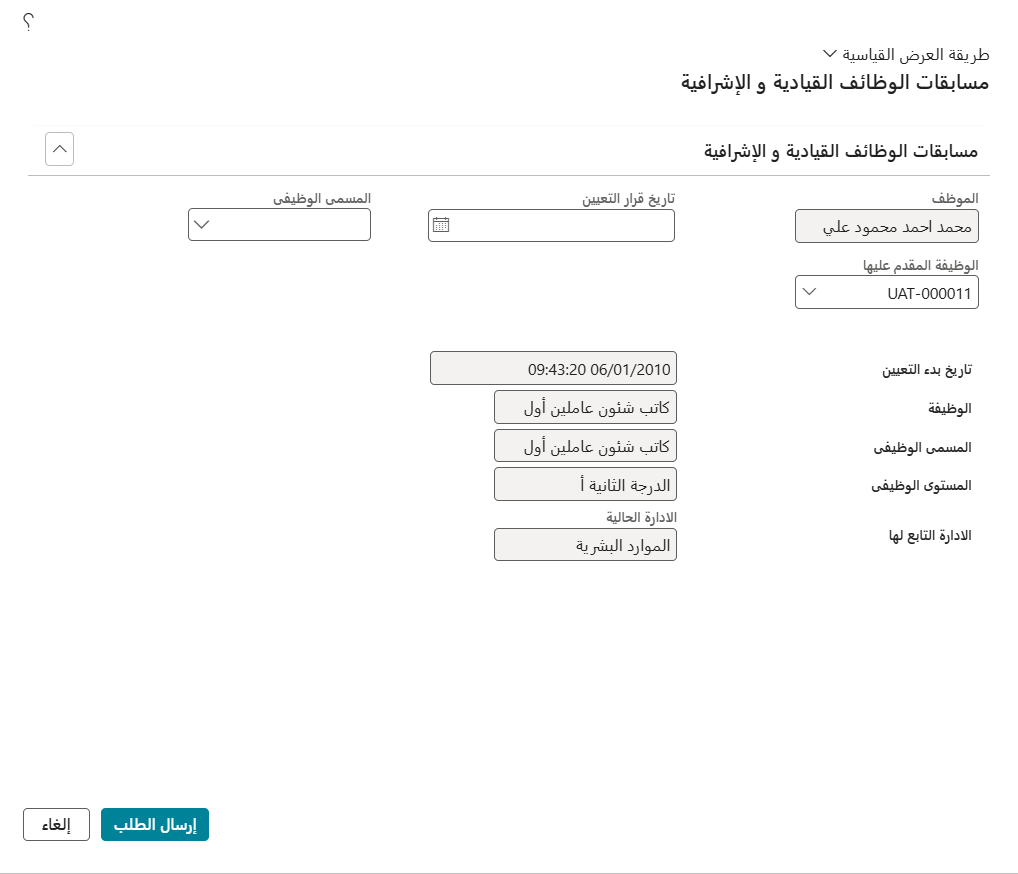 ؟
طريقة العرض القياسية
مسابقات الوظائف القيادية و الإشرافية
مسابقات الوظائف القيادية و الإشرافية
الموظف
محمد احمد محمود علي
تاريخ قرار التعيين
المسمى الوظيفى
الوظيفة المقدم عليها
UAT-000011
تاريخ بدء التعيين
09:43:20 06/01/2010
الوظيفة
كاتب شئون عاملين أول
المسمى الوظيفى
كاتب شئون عاملين أول
المستوى الوظيفى
الدرجة الثانية أ
الادارة التابع لها
الادارة الحالية
الموارد البشرية
إرسال الطلب
إلغاء